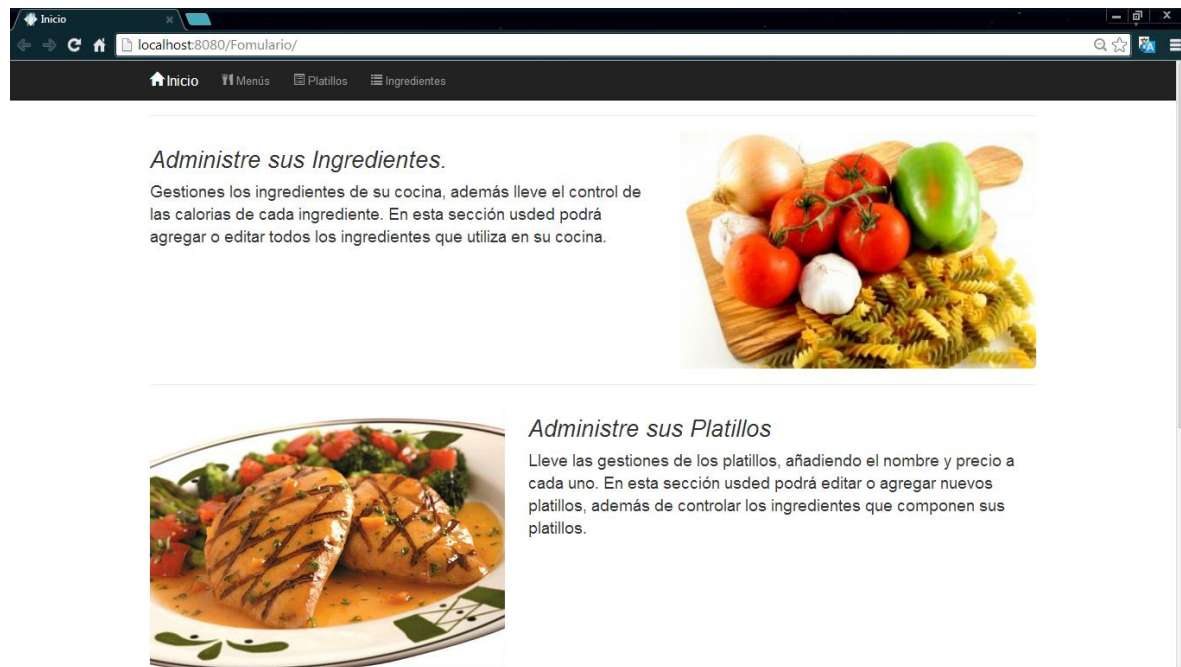 Inicio
localhost:8080/Fomulario/
Inicio Menús Platillos Ingredientes
Administre sus Ingredientes.
Gestiones los ingredientes de su cocina, además lleve el control de
las calorias de cada ingrediente. En esta sección usded podrá
agregar o editar todos los ingredientes que utiliza en su cocina.
Administre sus Platillos
Lleve las gestiones de los platillos, añadiendo el nombre y precio a
cada uno. En esta sección usded podrá editar o agregar nuevos
platillos, además de controlar los ingredientes que componen sus
platillos.